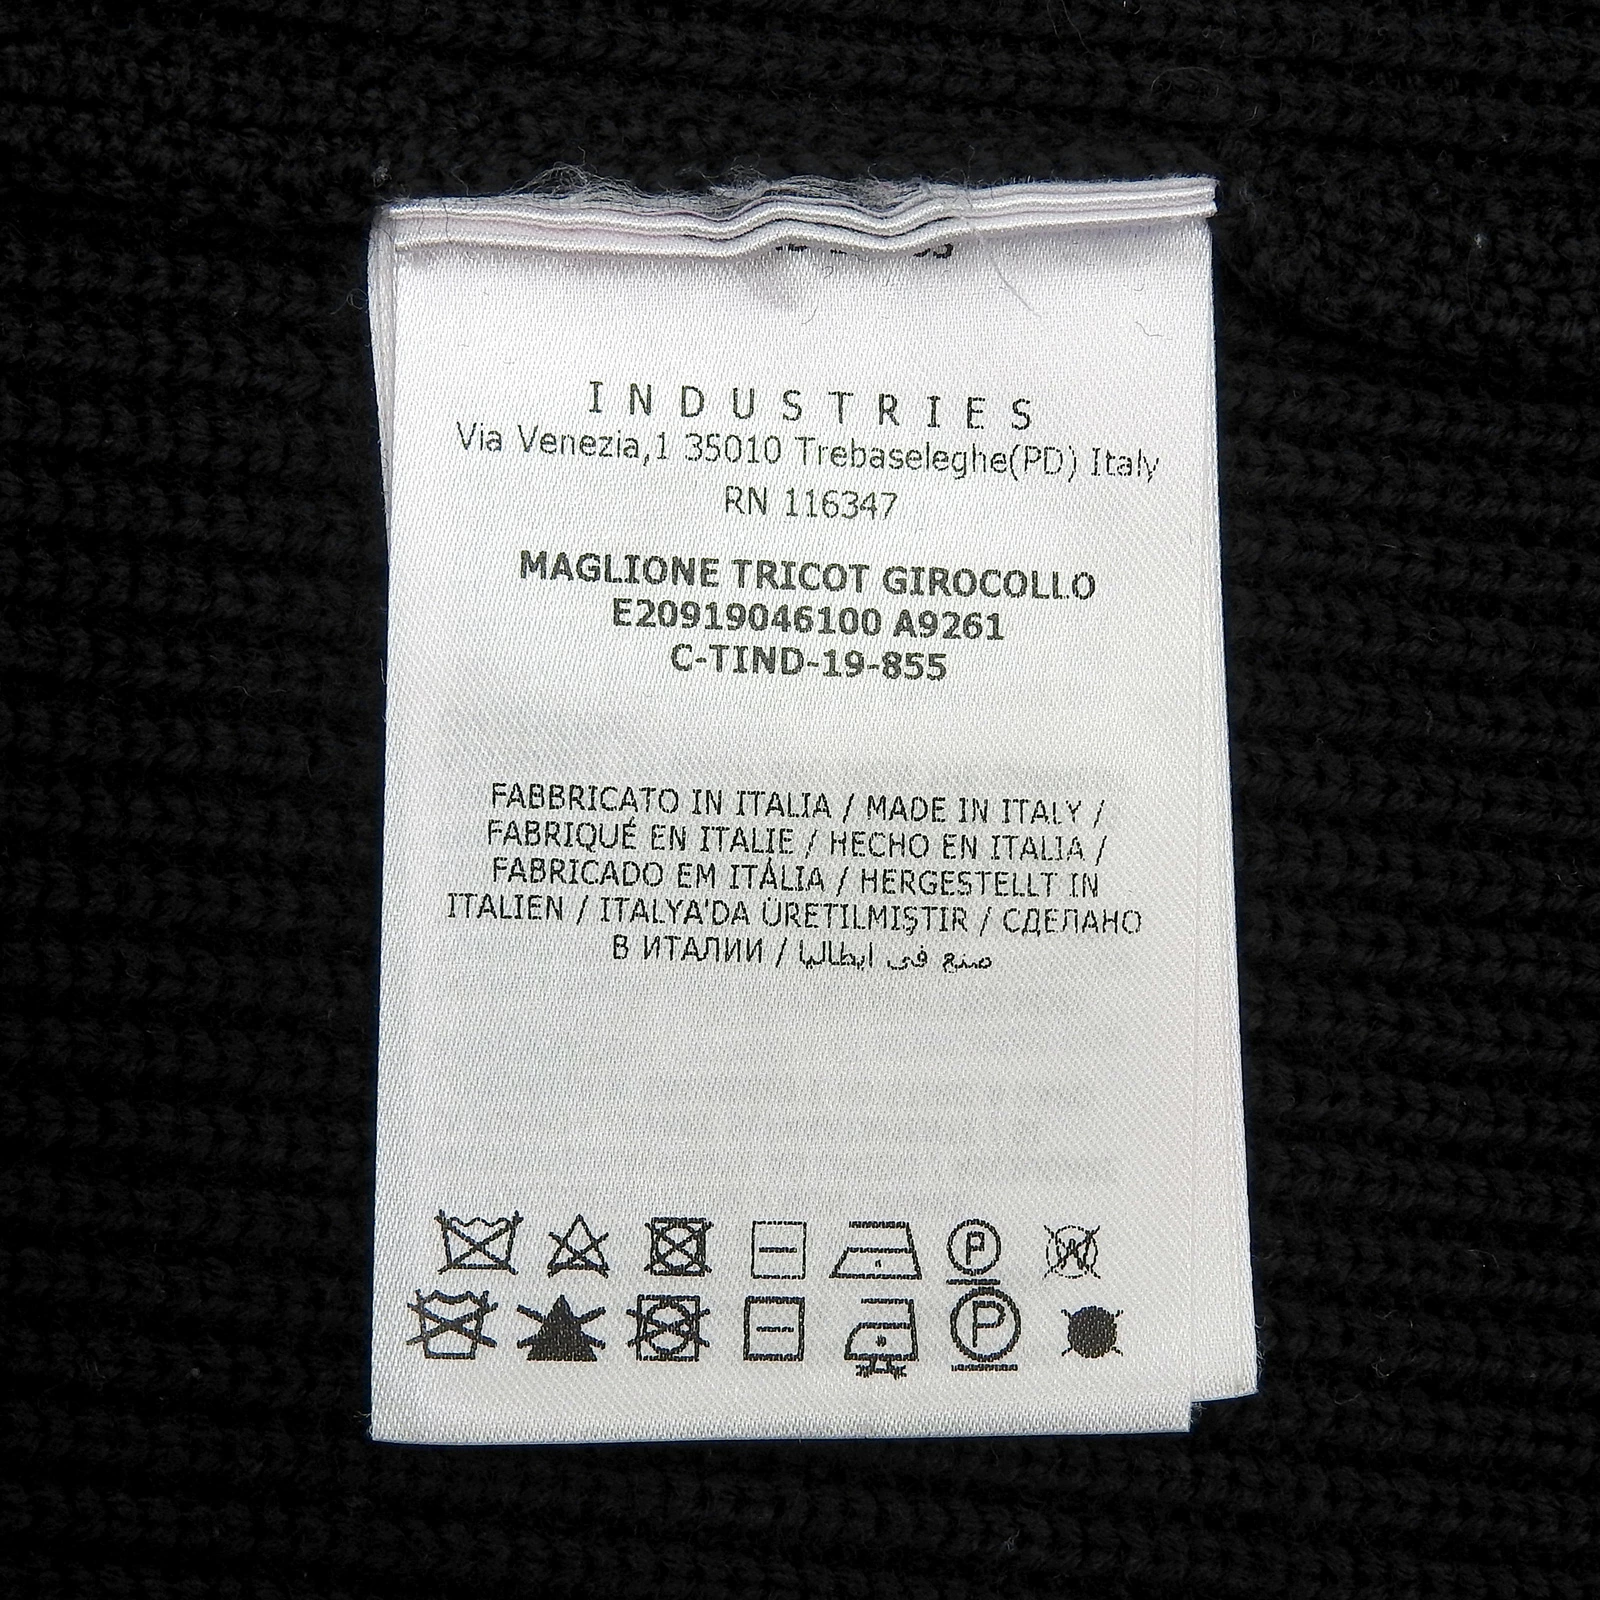 INDUSTRIES
Via Venezia,1 35010 Trebaseleghe(PD) Italy
RN 116347
MAGLIONE TRICOT GIROCOLLO
E20919046100 A9261
C-TIND-19-855
FABBRICATO IN ITALIA / MADE IN ITALY /
FABRIQUÉ EN ITALIE / HECHO EN ITALIA /
FABRICADO EM ITÁLIA / HERGESTELLT IN
ITALIEN / ITALYA'DA ÜRETILMIŞTIR / СДЕЛАНО
В ИТАЛИИ / صنع في ايطاليا
P W
P